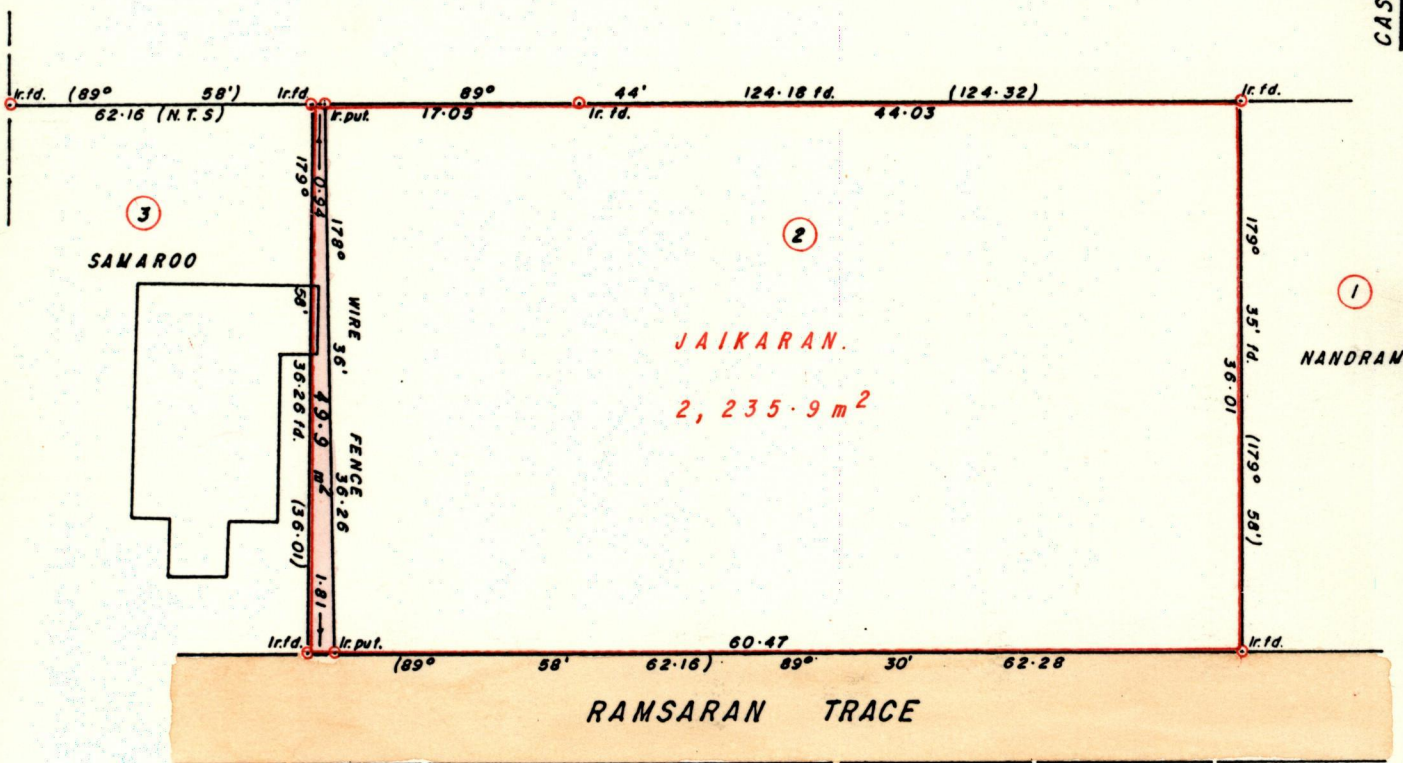 CAS
Ir.fd. (89° 58') Ir.fd 89° 44' 124·18 fd. (124·32) Ir. fd.
62·16 (N.T.S) Ir.put. 17·05 Ir. fd. 44·03
179° 58' 36·26 fd. (36·01)
0·94
178° 36' 36·26
WIRE FENCE
49·9 m²
1·81
3
SAMAROO
2
JAIKARAN.
2, 235·9 m²
179° 35' fd. (179° 58')
36·01
1
NANDRAM
Ir.fd. Ir.put. 60·47 Ir.fd.
(89° 58' 62·16) 89° 30' 62·28
RAMSARAN TRACE